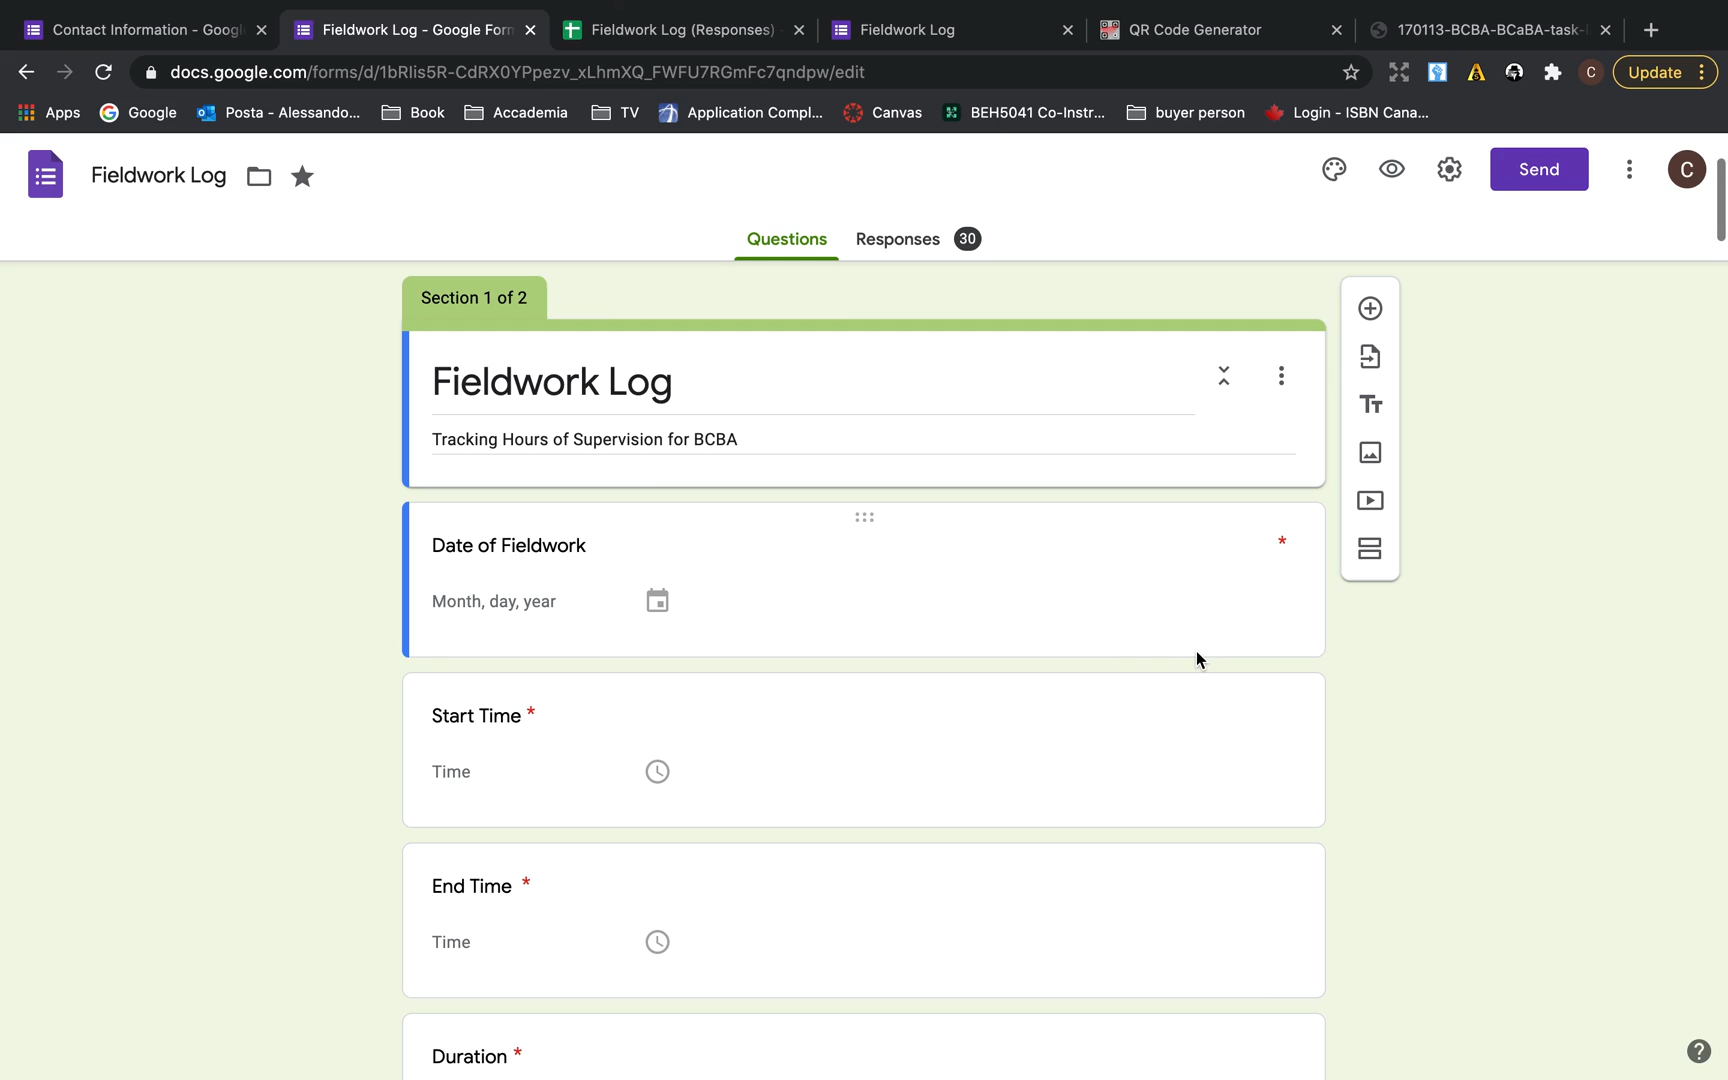 Contact Information - Googl
Fieldwork Log - Google Form
Fieldwork Log (Responses)
Fieldwork Log
QR Code Generator
170113-BCBA-BCaBA-task-l
docs.google.com/forms/d/1bRlis5R-CdRX0YPpezv_xLhmXQ_FWFU7RGmFc7qndpw/edit
C
Update
Apps
Google
Posta - Alessando...
Book
Accademia
TV
Application Compl...
Canvas
BEH5041 Co-Instr...
buyer person
Login - ISBN Cana...
Fieldwork Log
Send
C
Questions
Responses 30
Section 1 of 2
Fieldwork Log
Tracking Hours of Supervision for BCBA
Tт
Date of Fieldwork *
Month, day, year
Start Time *
Time
End Time *
Time
Duration *